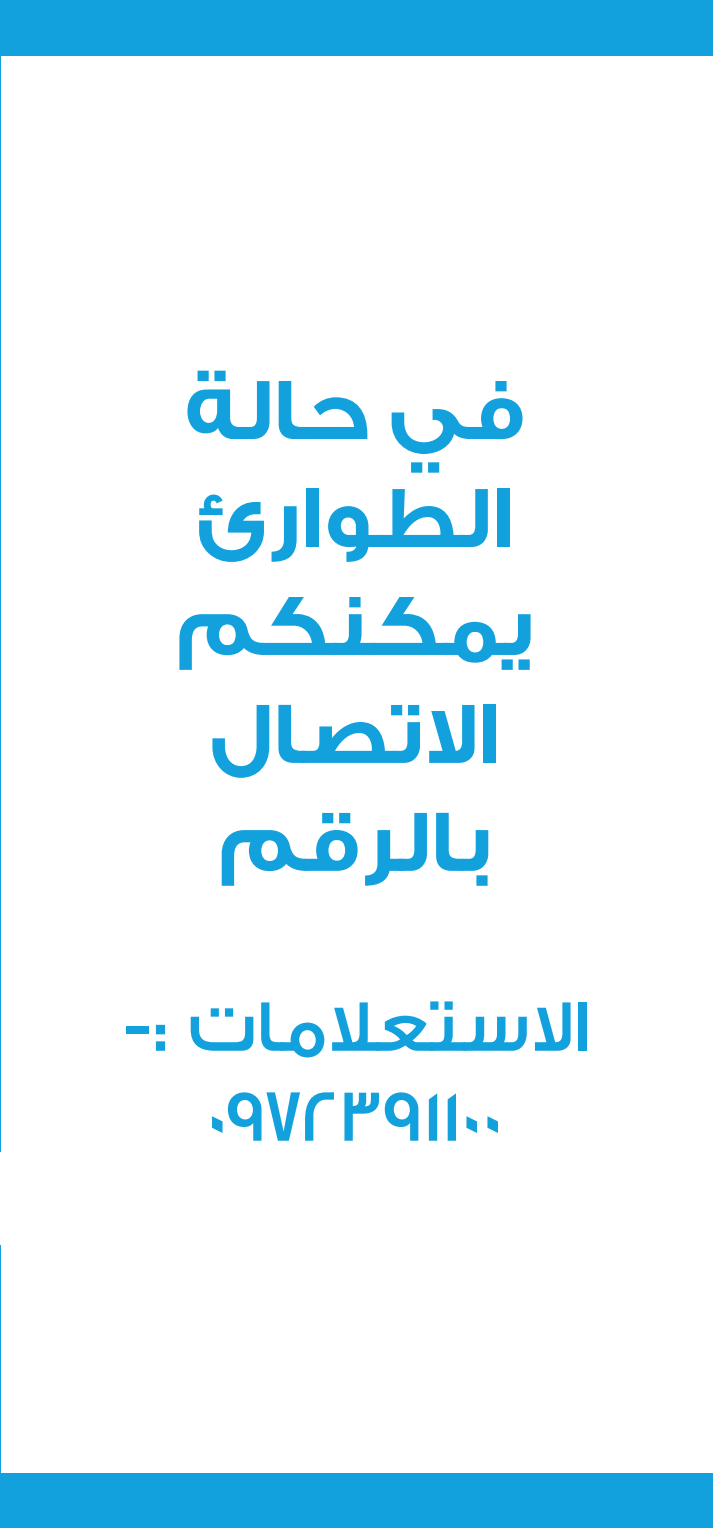 في حالة
الطوارئ
يمكنكم
الاتصال
بالرقم
الاستعلامات :-
٠٩٧٢٣٩١١٠٠